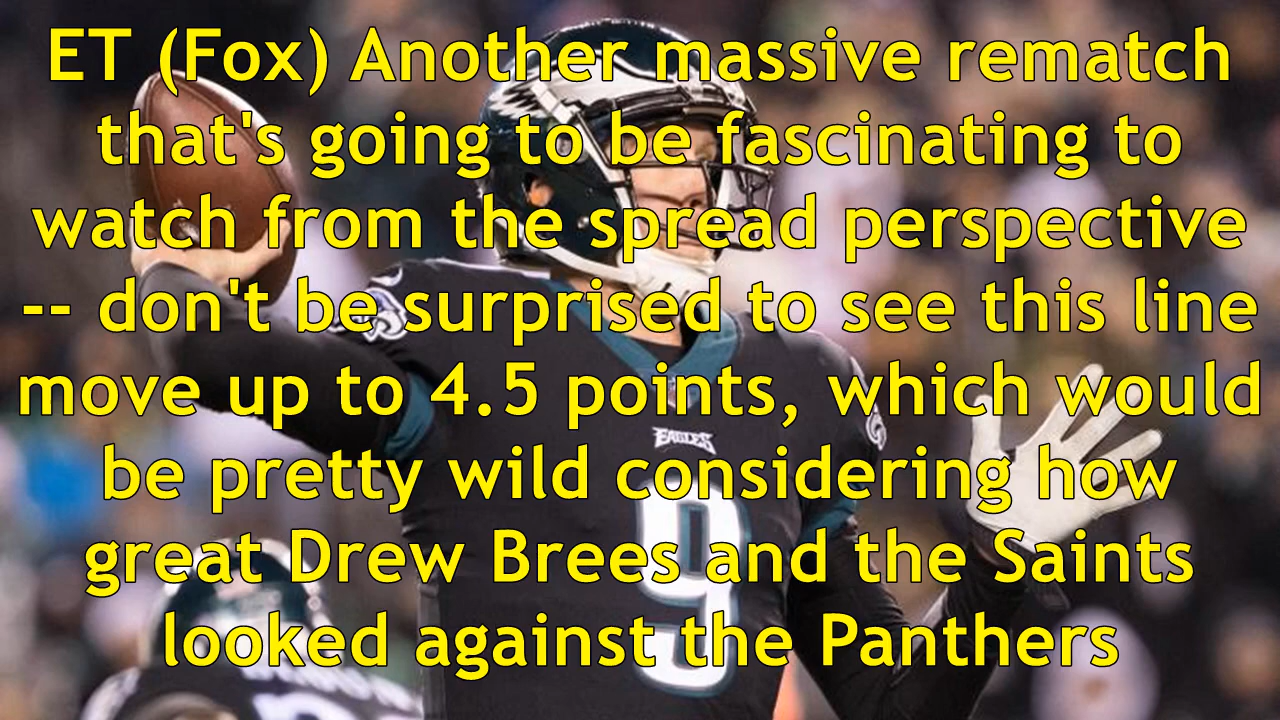 ET (Fox) Another massive rematch
that's going to be fascinating to
watch from the spread perspective
-- don't be surprised to see this line
move up to 4.5 points, which would
be pretty wild considering how
great Drew Brees and the Saints
looked against the Panthers
EAGLES
9